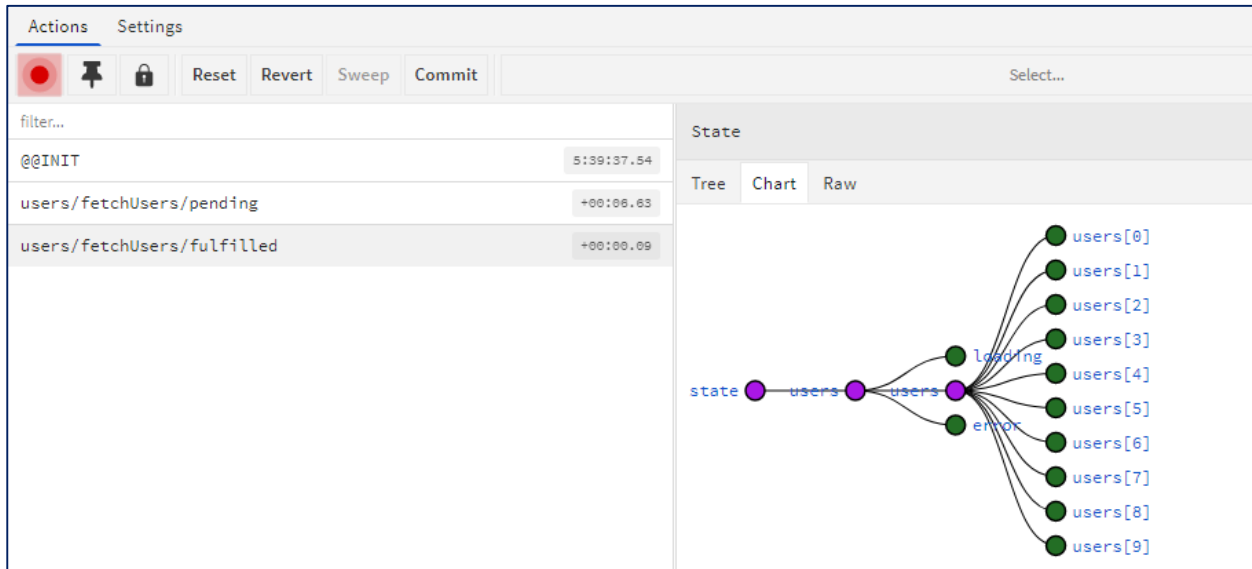 Actions Settings
Reset Revert Sweep Commit Select...
filter...
@@INIT 5:39:37.54
users/fetchUsers/pending +00:06.63
users/fetchUsers/fulfilled +00:00.09
State
Tree Chart Raw
users[0]
users[1]
users[2]
users[3]
loading
users[4]
state users users
users[5]
error
users[6]
users[7]
users[8]
users[9]